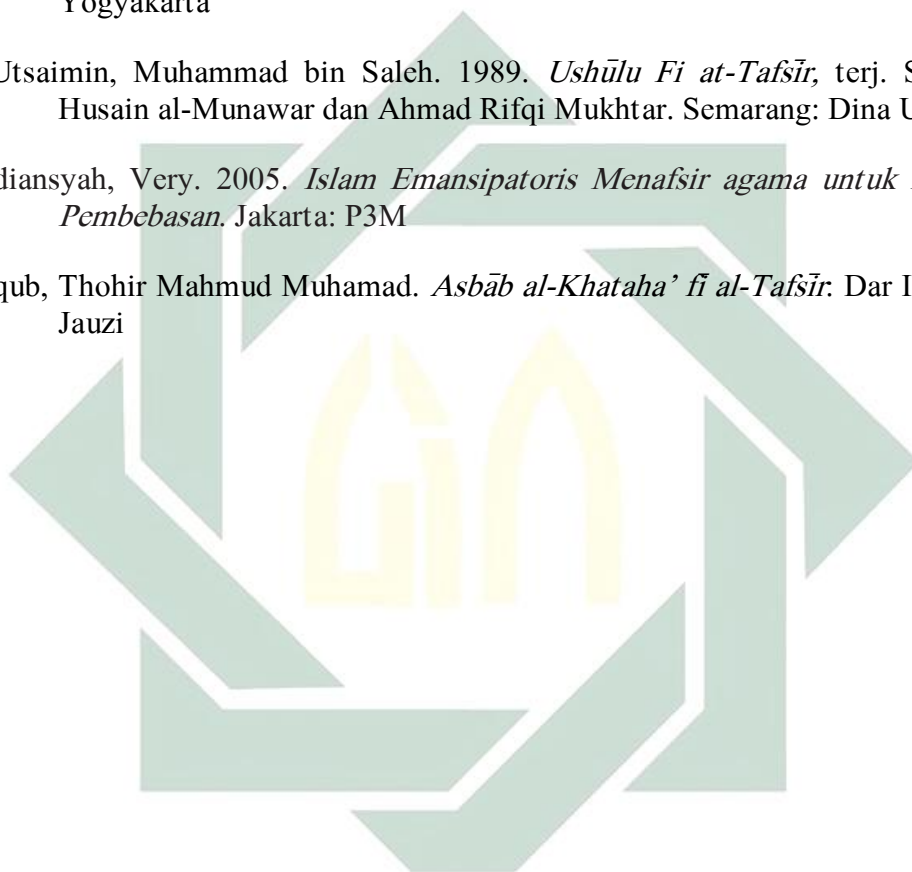 Yogyakarta
Utsaimin, Muhammad bin Saleh. 1989. Ushūlu Fi at-Tafsīr, terj. S
Husain al-Munawar dan Ahmad Rifqi Mukhtar. Semarang: Dina U
diansyah, Very. 2005. Islam Emansipatoris Menafsir agama untuk
Pembebasan. Jakarta: P3M
qub, Thohir Mahmud Muhamad. Asbāb al-Khataha’ fī al-Tafsīr: Dar I
Jauzi